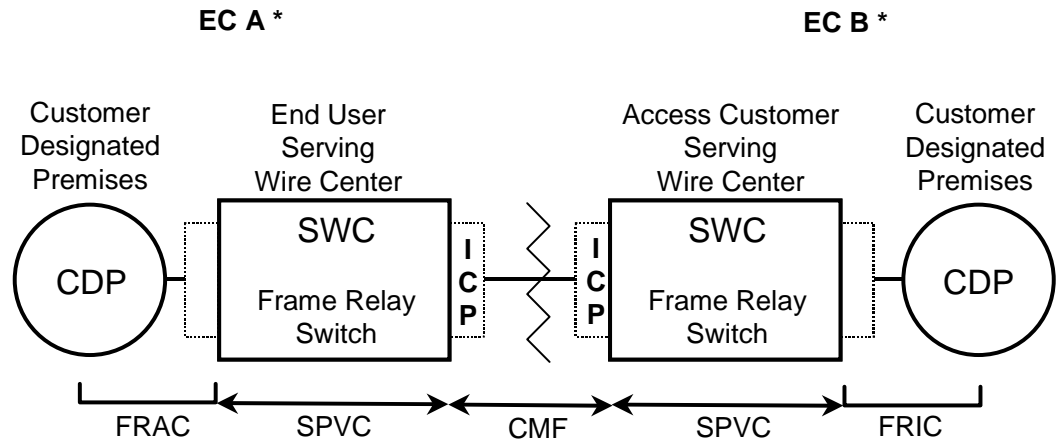 EC A *
EC B *
Customer
Designated
Premises
End User
Serving
Wire Center
Access Customer
Serving
Wire Center
Customer
Designated
Premises
CDP
SWC
Frame Relay
Switch
I
C
P
I
C
P
SWC
Frame Relay
Switch
CDP
FRAC
SPVC
CMF
SPVC
FRIC